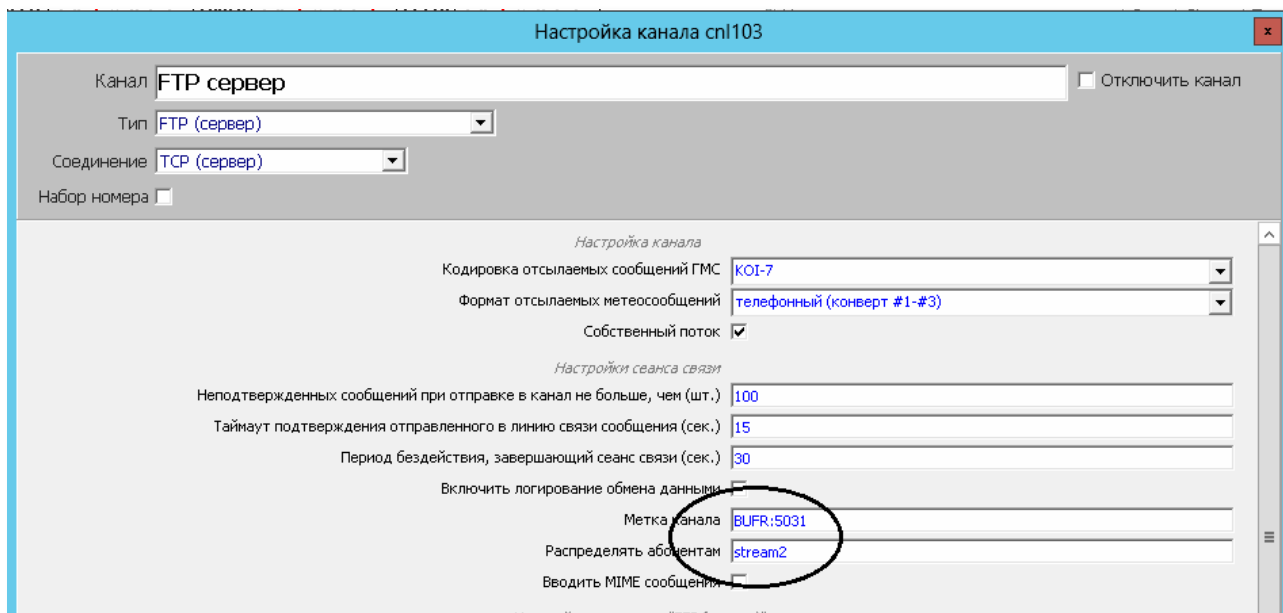 Настройка канала cnl103
x
Канал FTP сервер Отключить канал
Тип FTP (сервер)
Соединение TCP (сервер)
Набор номера
Настройка канала
Кодировка отсылаемых сообщений ГМС KOI-7
Формат отсылаемых метеосообщений телефонный (конверт #1-#3)
Собственный поток
Настройки сеанса связи
Неподтвержденных сообщений при отправке в канал не больше, чем (шт.) 100
Таймаут подтверждения отправленного в линию связи сообщения (сек.) 15
Период бездействия, завершающий сеанс связи (сек.) 30
Включить логирование обмена данными
Метка канала BUFR:5031
Распределять абонентам stream2
Вводить MIME сообщения